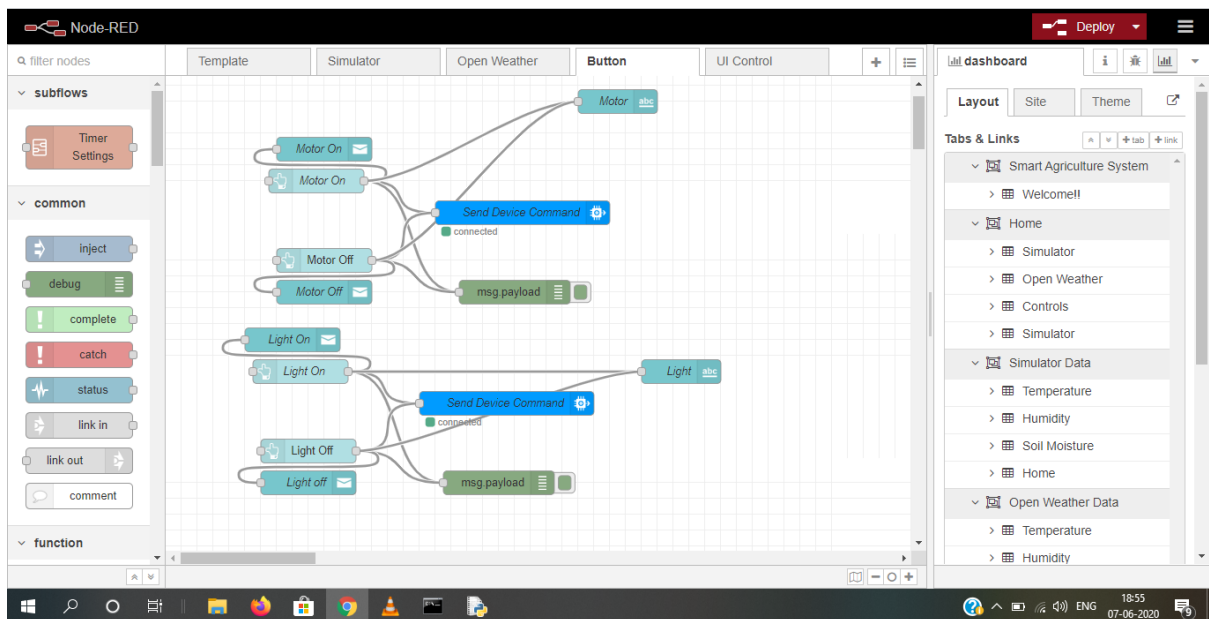 Node-RED
Deploy
filter nodes
Template
Simulator
Open Weather
Button
UI Control
dashboard
i
subflows
Timer
Settings
common
inject
debug
complete
catch
status
link in
link out
comment
function
Motor abc
Motor On
Motor On
Send Device Command
connected
Motor Off
Motor Off
msg.payload
Light On
Light On
Light abc
Send Device Command
connected
Light Off
Light off
msg.payload
Layout
Site
Theme
Tabs & Links
tab
link
Smart Agriculture System
Welcome!!
Home
Simulator
Open Weather
Controls
Simulator
Simulator Data
Temperature
Humidity
Soil Moisture
Home
Open Weather Data
Temperature
Humidity
ENG
18:55
07-06-2020
9